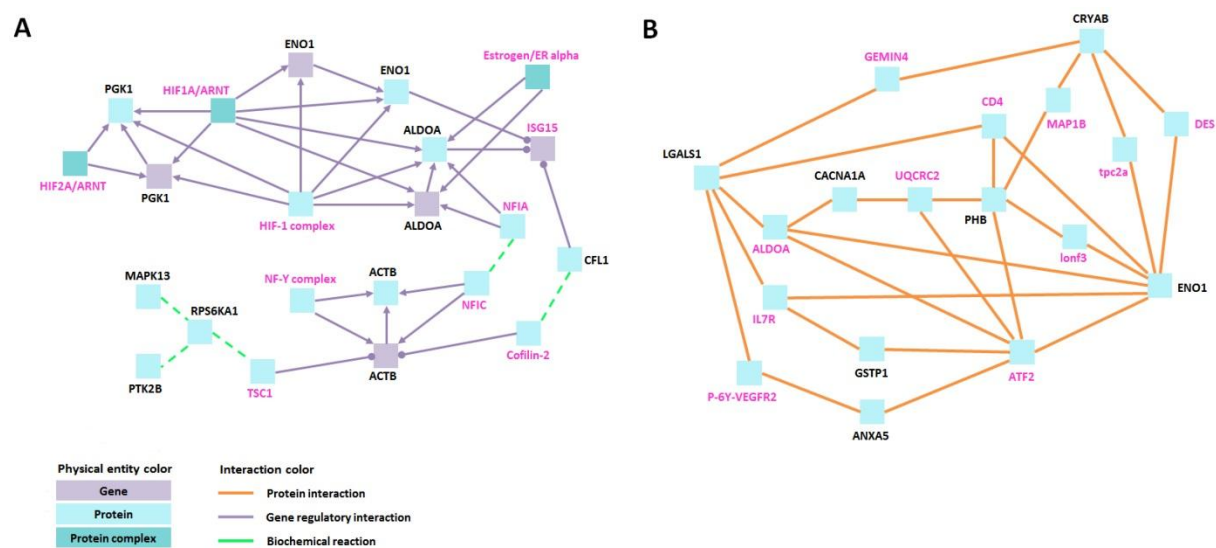 A
B
CRYAB
ENO1
GEMIN4
Estrogen/ER alpha
ENO1
PGK1
HIF1A/ARNT
CD4
MAP1B
DES
ISG15
ALDOA
LGALS1
tpc2a
CACNA1A
UQCRC2
HIF2A/ARNT
PGK1
NFIA
HIF-1 complex
ALDOA
PHB
ALDOA
lonf3
CFL1
MAPK13
NF-Y complex
ACTB
ENO1
NFIC
RPS6KA1
IL7R
Cofilin-2
GSTP1
ATF2
PTK2B
TSC1
ACTB
P-6Y-VEGFR2
ANXA5
Physical entity color
Interaction color
Gene
Protein interaction
Protein
Gene regulatory interaction
Protein complex
Biochemical reaction